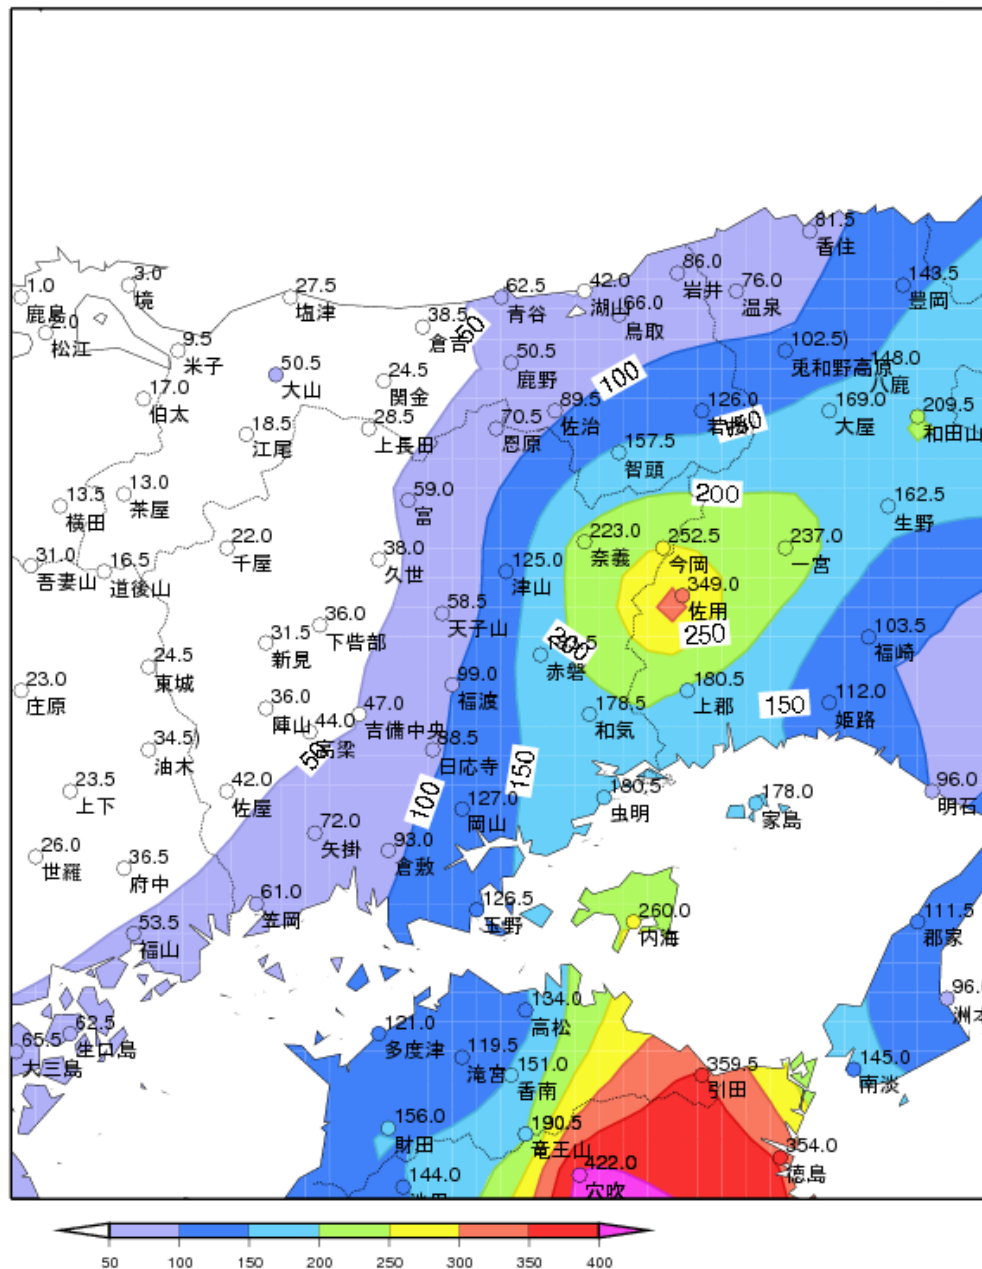 81.5
香住
86.0
岩井
76.0
温泉
143.5
豊岡
1.0
鹿島
3.0
境
27.5
塩津
62.5
青谷
42.0
湖山
66.0
鳥取
2.0
松江
38.5
倉吉
50
9.5
米子
50.5
大山
24.5
関金
50.5
鹿野
100
102.5)
兎和野高原
148.0
八鹿
17.0
伯太
18.5
江尾
28.5
上長田
70.5
恩原
89.5
佐治
126.0
150
169.0
大屋
209.5
和田山
157.5
智頭
13.5
横田
13.0
茶屋
59.0
富
200
162.5
生野
31.0
吾妻山
16.5
道後山
22.0
千屋
38.0
久世
125.0
津山
223.0
奈義
252.5
今岡
237.0
一宮
349.0
佐用
250
58.5
天子山
36.0
下呰部
31.5
新見
200
赤磐
103.5
福崎
24.5
東城
23.0
庄原
99.0
福渡
180.5
上郡
150
112.0
姫路
36.0
陣山
44.0
高梁
50
47.0
吉備中央
178.5
和気
34.5)
油木
88.5
日応寺
150
23.5
上下
42.0
佐屋
100
127.0
岡山
180.5
虫明
178.0
家島
96.0
明石
72.0
矢掛
93.0
倉敷
26.0
世羅
36.5
府中
61.0
笠岡
126.5
玉野
260.0
内海
111.5
郡家
53.5
福山
96.0
134.0
高松
62.5
生口島
65.5
大三島
121.0
多度津
119.5
滝宮
151.0
香南
359.5
引田
145.0
南淡
156.0
財田
190.5
竜王山
354.0
徳島
144.0
422.0
穴吹
50 100 150 200 250 300 350 400